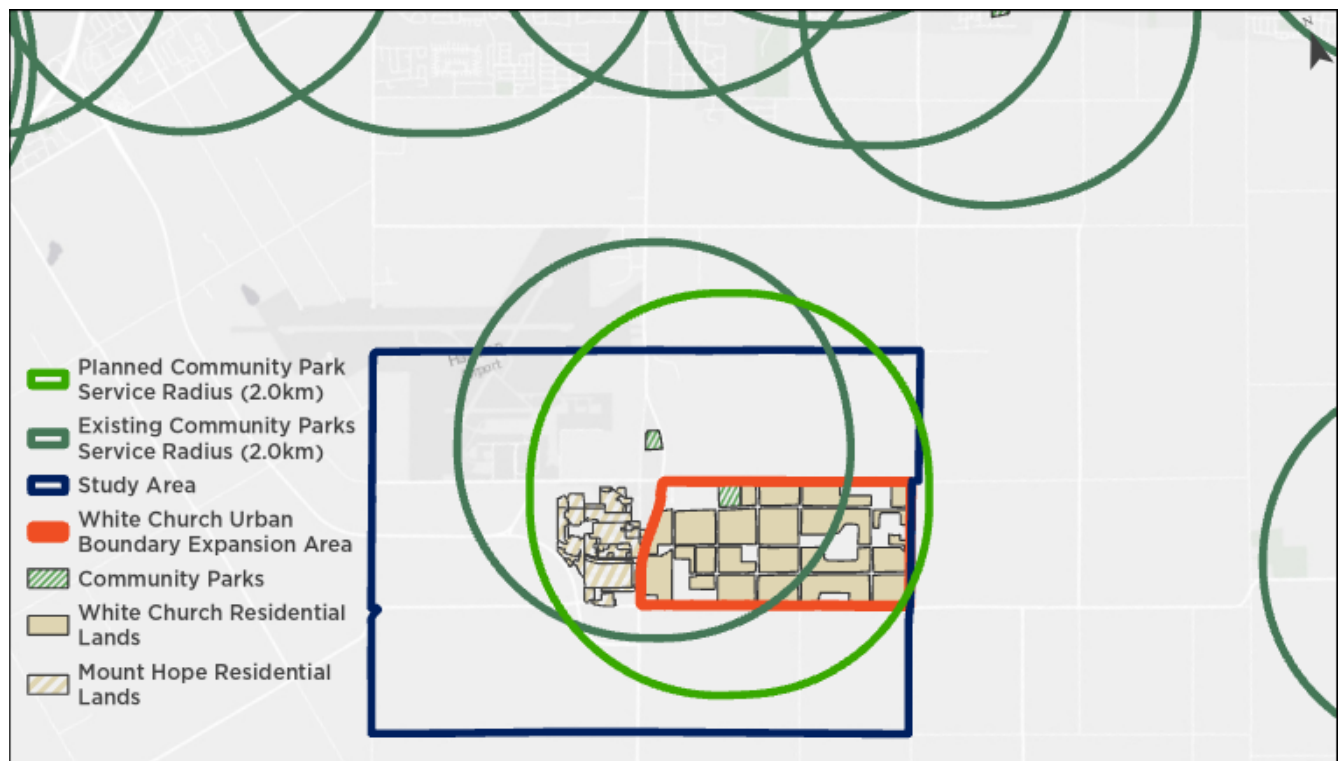 N
Planned Community Park
Service Radius (2.0km)
Existing Community Parks
Service Radius (2.0km)
Study Area
White Church Urban
Boundary Expansion Area
Community Parks
White Church Residential
Lands
Mount Hope Residential
Lands